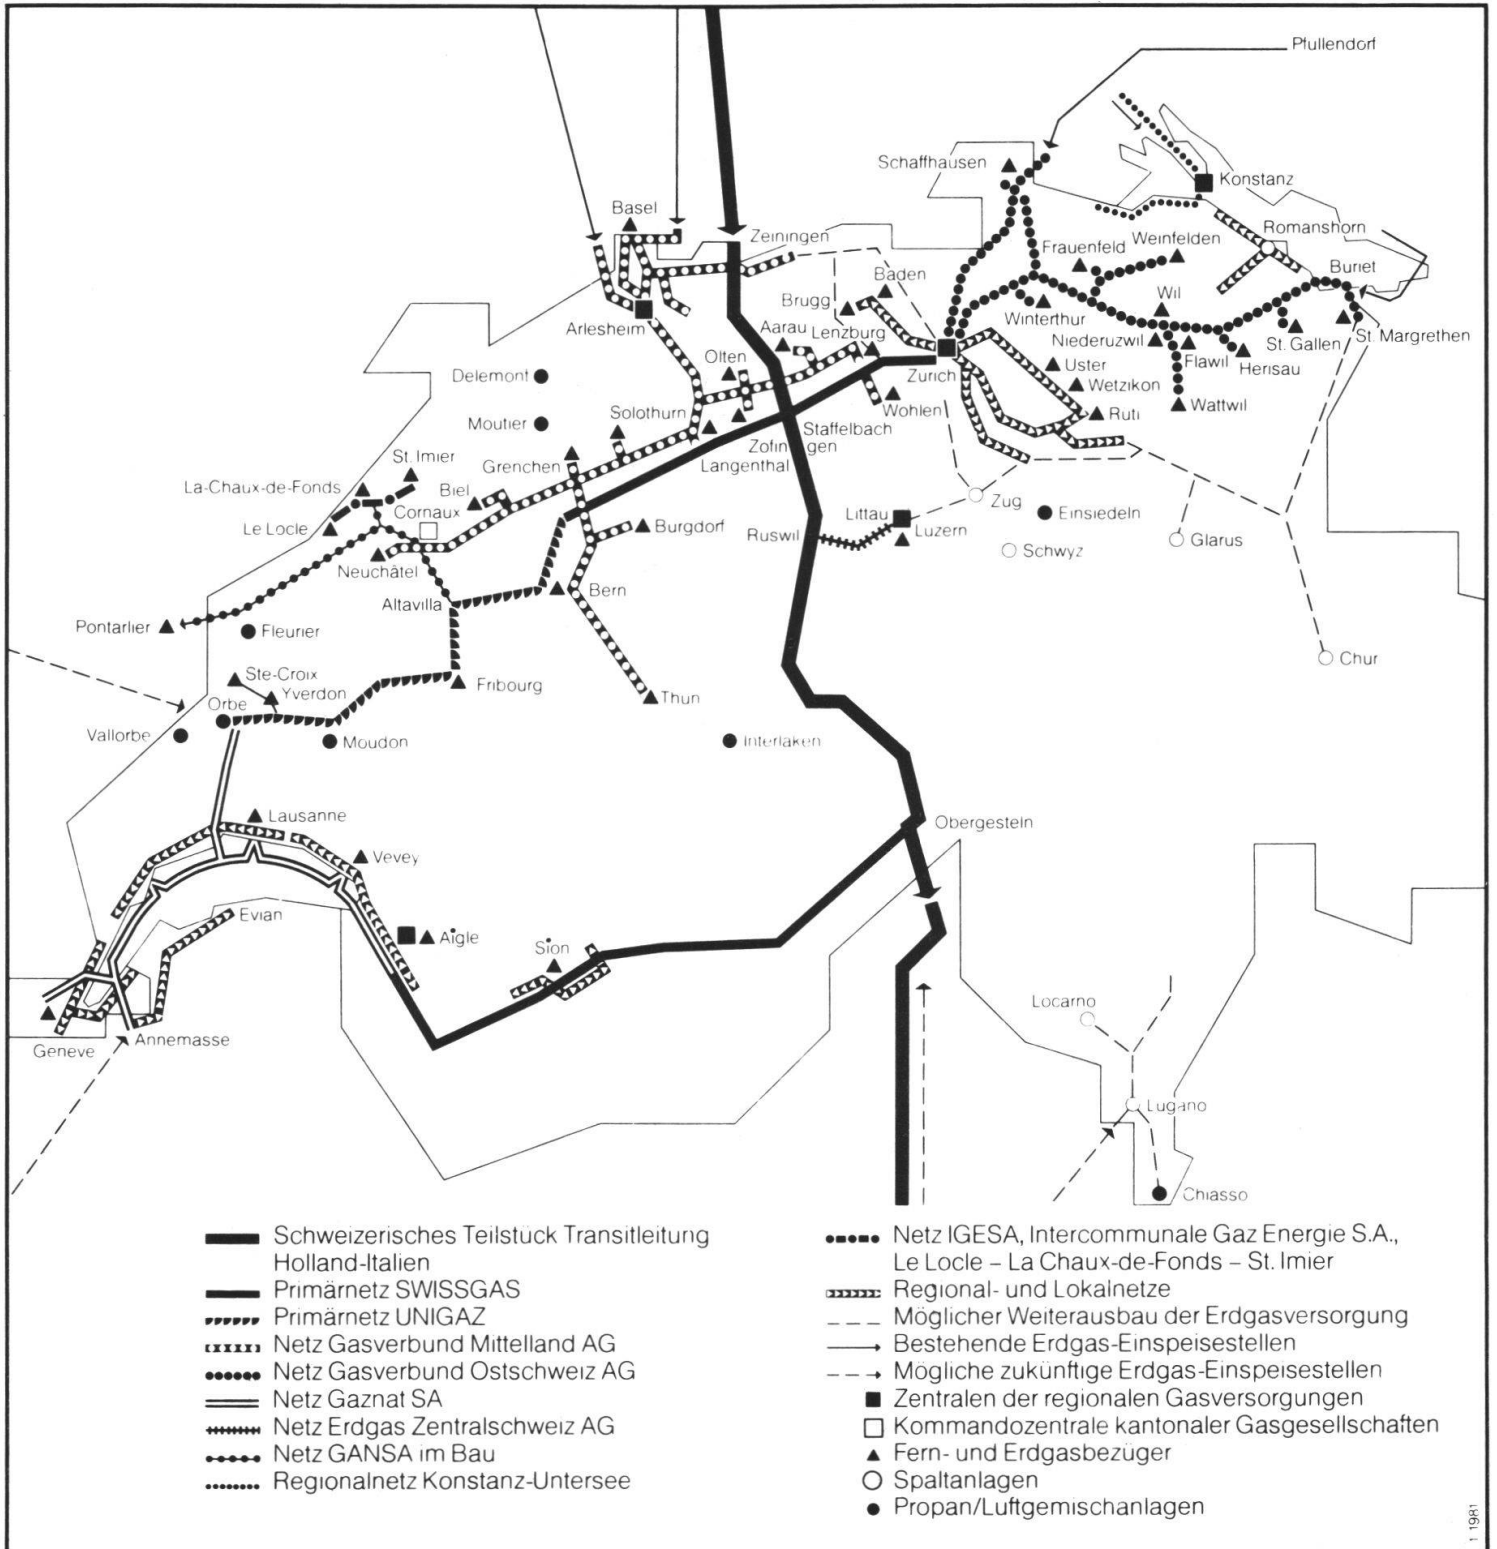 Pfullendorf
Schaffhausen
Konstanz
Basel
Zeiningen
Romanshorn
Frauenfeld
Weinfelden
Buriet
Baden
Brugg
Wil
Winterthur
Arlesheim
Aarau
Lenzburg
Niederuzwil
St. Gallen
St. Margrethen
Olten
Flawil
Herisau
Zürich
Uster
Delemont
Wetzikon
Wattwil
Solothurn
Wohlen
Rüti
Moutier
Staffelbach
Zofingen
St. Imier
Grenchen
Langenthal
La-Chaux-de-Fonds
Biel
Zug
Cornaux
Littau
Einsiedeln
Le Locle
Burgdorf
Ruswil
Luzern
Glarus
Schwyz
Neuchâtel
Bern
Altavilla
Pontarlier
Fleurier
Chur
Ste-Croix
Fribourg
Yverdon
Thun
Orbe
Vallorbe
Moudon
Interlaken
Lausanne
Obergesteln
Vevey
Evian
Aigle
Sion
Locarno
Geneve
Annemasse
Lugano
Chiasso
Schweizerisches Teilstück Transitleitung
Holland-Italien
Primärnetz SWISSGAS
Primärnetz UNIGAZ
Netz Gasverbund Mittelland AG
Netz Gasverbund Ostschweiz AG
Netz Gaznat SA
Netz Erdgas Zentralschweiz AG
Netz GANSA im Bau
Regionalnetz Konstanz-Untersee
Netz IGESA, Intercommunale Gaz Energie S.A.,
Le Locle – La Chaux-de-Fonds – St. Imier
Regional- und Lokalnetze
Möglicher Weiterausbau der Erdgasversorgung
Bestehende Erdgas-Einspeisestellen
Mögliche zukünftige Erdgas-Einspeisestellen
Zentralen der regionalen Gasversorgungen
Kommandozentrale kantonaler Gasgesellschaften
Fern- und Erdgasbezüger
Spaltanlagen
Propan/Luftgemischanlagen
1 1981